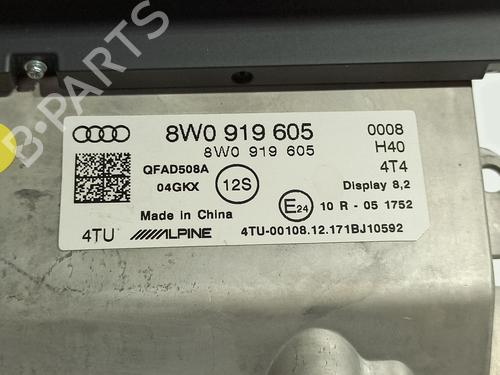 8W0 919 605 0008
8W0 919 605 H40
QFAD508A 4T4
04GKX 12S Display 8,2
Made in China E24 10 R - 05 1752
4TU ALPINE 4TU-00108.12.171BJ10592
B-PARTS